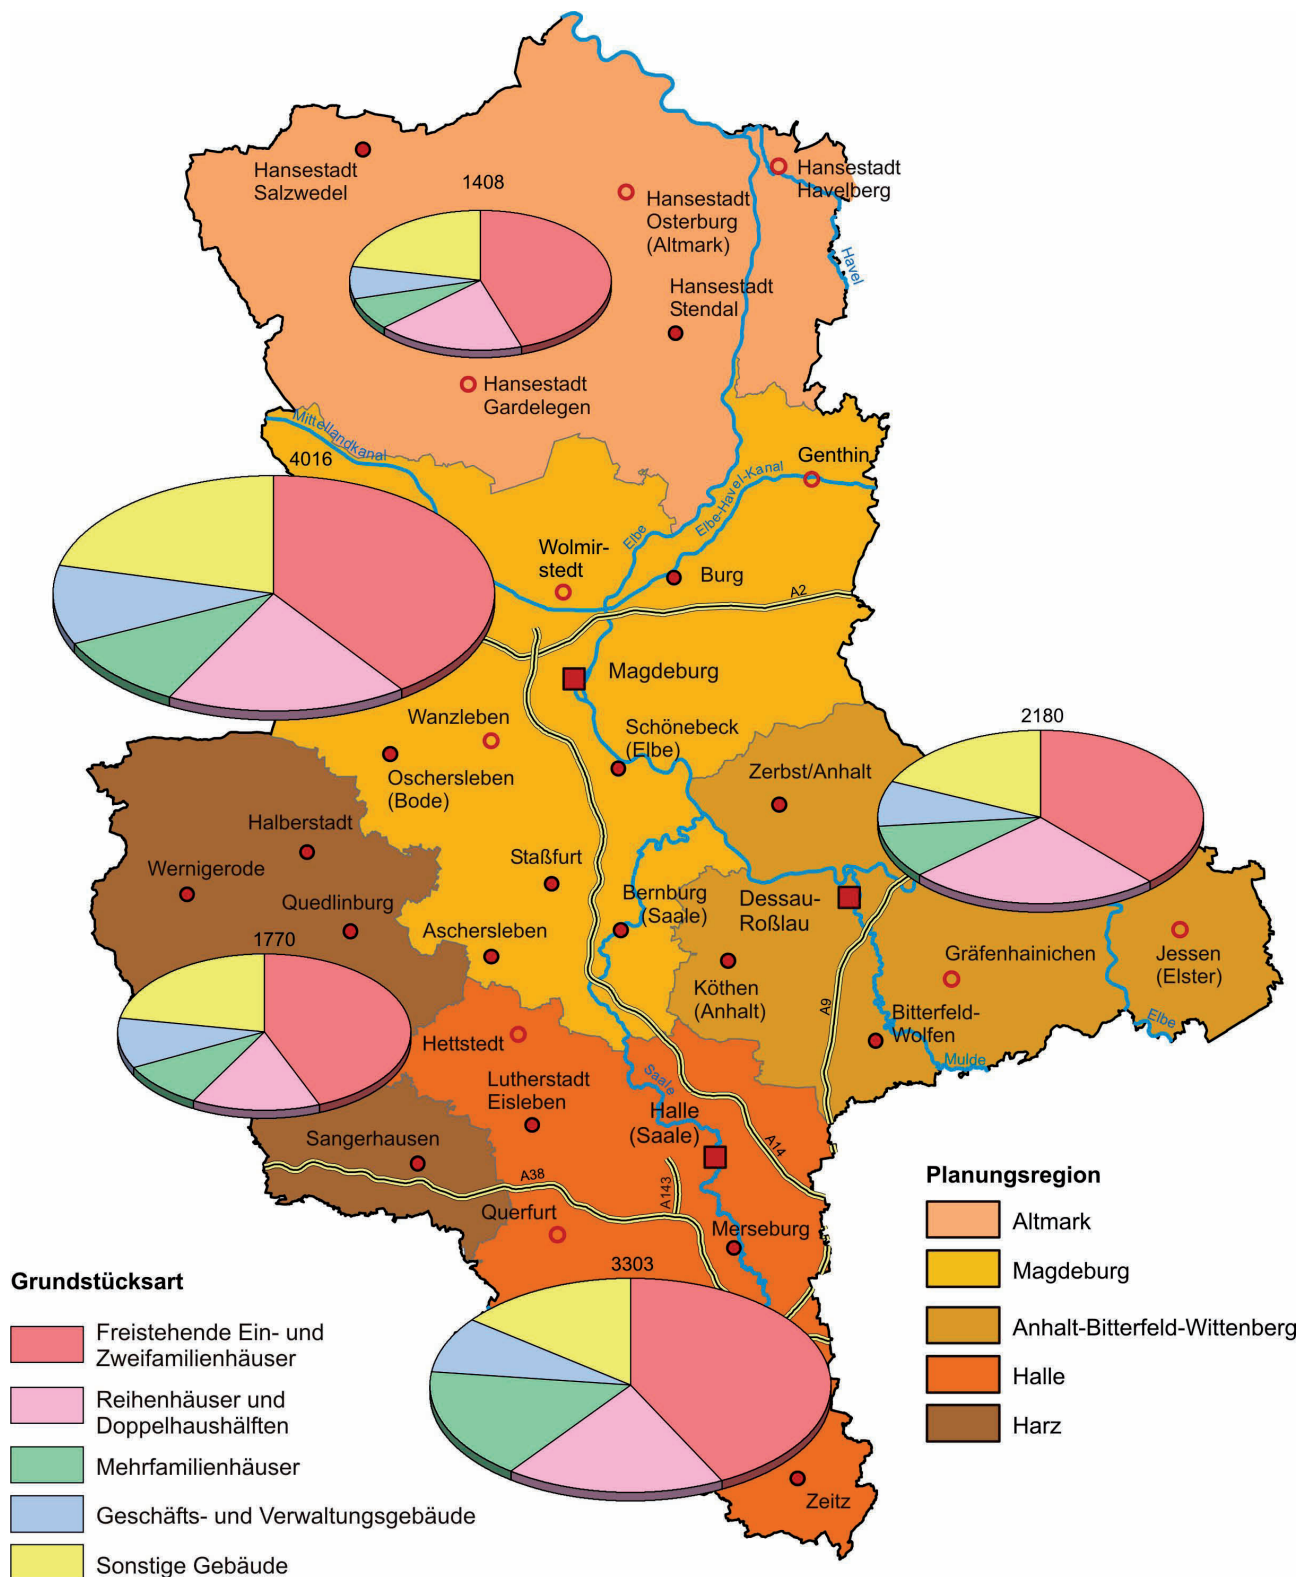 Hansestadt
Salzwedel
1408
Hansestadt
Osterburg
(Altmark)
Hansestadt
Havelberg
Havel
Hansestadt
Stendal
Hansestadt
Gardelegen
Mittellandkanal
4016
Genthin
Elbe-Havel-Kanal
Elbe
Wolmir-
stedt
Burg
A2
Magdeburg
Wanzleben
Schönebeck
(Elbe)
Oschersleben
(Bode)
2180
Zerbst/Anhalt
Halberstadt
Wernigerode
Quedlinburg
Staßfurt
Bernburg
(Saale)
Dessau-
Roßlau
Aschersleben
1770
Köthen
(Anhalt)
Gräfenhainichen
Jessen
(Elster)
A9
Bitterfeld-
Wolfen
Elbe
Mulde
Hettstedt
Saale
Lutherstadt
Eisleben
Halle
(Saale)
A14
Sangerhausen
A38
A143
Querfurt
Merseburg
3303
Zeitz
Planungsregion
Altmark
Magdeburg
Anhalt-Bitterfeld-Wittenberg
Halle
Harz
Grundstücksart
Freistehende Ein- und
Zweifamilienhäuser
Reihenhäuser und
Doppelhaushälften
Mehrfamilienhäuser
Geschäfts- und Verwaltungsgebäude
Sonstige Gebäude